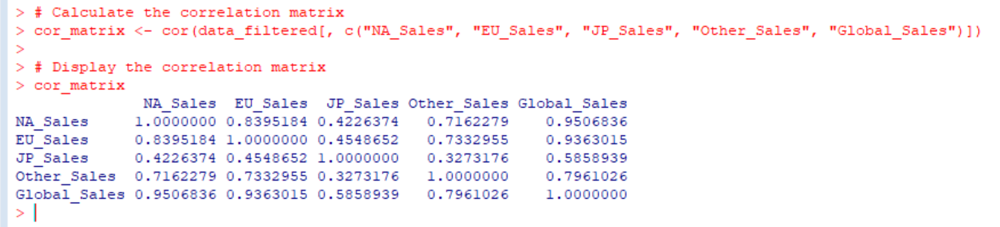 > # Calculate the correlation matrix
> cor_matrix <- cor(data_filtered[, c("NA_Sales", "EU_Sales", "JP_Sales", "Other_Sales", "Global_Sales")])
>
> # Display the correlation matrix
> cor_matrix
              NA_Sales  EU_Sales  JP_Sales Other_Sales Global_Sales
NA_Sales     1.0000000 0.8395184 0.4226374   0.7162279    0.9506836
EU_Sales     0.8395184 1.0000000 0.4548652   0.7332955    0.9363015
JP_Sales     0.4226374 0.4548652 1.0000000   0.3273176    0.5858939
Other_Sales  0.7162279 0.7332955 0.3273176   1.0000000    0.7961026
Global_Sales 0.9506836 0.9363015 0.5858939   0.7961026    1.0000000
>